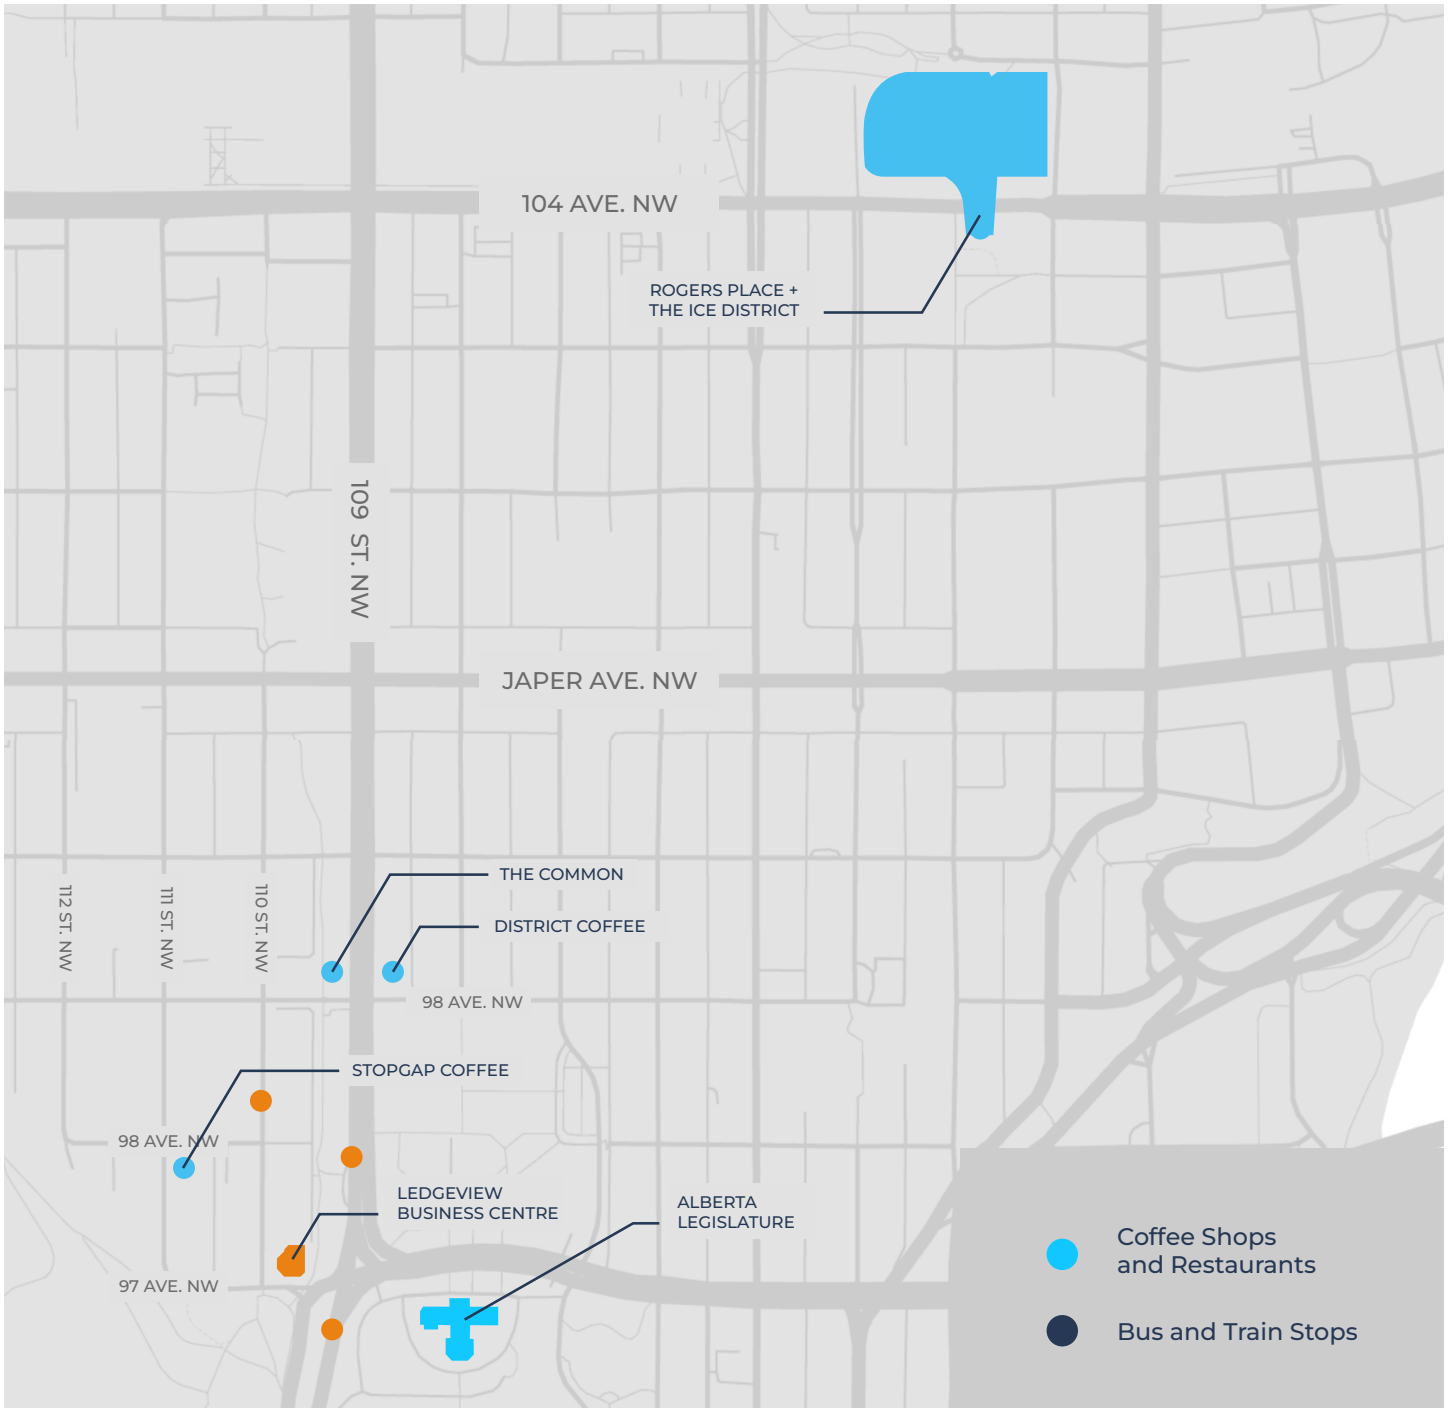 104 AVE. NW
ROGERS PLACE +
THE ICE DISTRICT
109 ST. NW
JAPER AVE. NW
THE COMMON
112 ST. NW
111 ST. NW
110 ST. NW
DISTRICT COFFEE
98 AVE. NW
STOPGAP COFFEE
98 AVE. NW
LEDGEVIEW
BUSINESS CENTRE
ALBERTA
LEGISLATURE
97 AVE. NW
Coffee Shops
and Restaurants
Bus and Train Stops